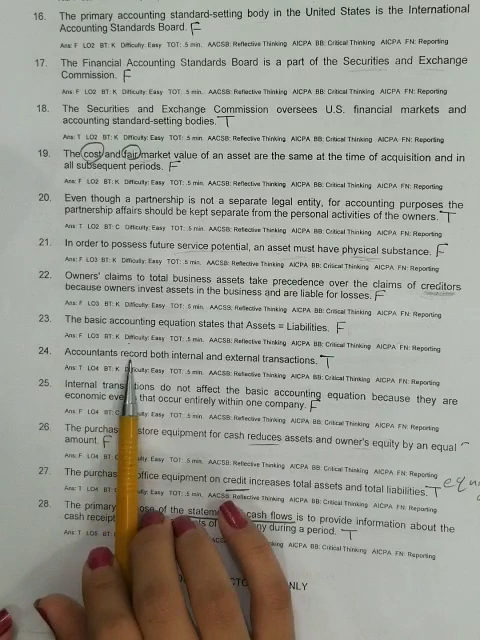 16. The primary accounting standard-setting body in the United States is the International
Accounting Standards Board. F
Ans: F LO2 BT: K Difficulty: Easy TOT: .5 min. AACSB: Reflective Thinking AICPA BB: Critical Thinking AICPA FN: Reporting
17. The Financial Accounting Standards Board is a part of the Securities and Exchange
Commission. F
Ans: F LO2 BT: K Difficulty: Easy TOT: .5 min. AACSB: Reflective Thinking AICPA BB: Critical Thinking AICPA FN: Reporting
18. The Securities and Exchange Commission oversees U.S. financial markets and
accounting standard-setting bodies. T
Ans: T LO2 BT: K Difficulty: Easy TOT: .5 min. AACSB: Reflective Thinking AICPA BB: Critical Thinking AICPA FN: Reporting
19. The cost and fair market value of an asset are the same at the time of acquisition and in
all subsequent periods. F
Ans: F LO2 BT: K Difficulty: Easy TOT: .5 min. AACSB: Reflective Thinking AICPA BB: Critical Thinking AICPA FN: Reporting
20. Even though a partnership is not a separate legal entity, for accounting purposes the
partnership affairs should be kept separate from the personal activities of the owners. T
Ans: T LO2 BT: C Difficulty: Easy TOT: .5 min. AACSB: Reflective Thinking AICPA BB: Critical Thinking AICPA FN: Reporting
21. In order to possess future service potential, an asset must have physical substance. F
Ans: F LO3 BT: K Difficulty: Easy TOT: .5 min. AACSB: Reflective Thinking AICPA BB: Critical Thinking AICPA FN: Reporting
22. Owners' claims to total business assets take precedence over the claims of creditors
because owners invest assets in the business and are liable for losses. F
Ans: F LO3 BT: K Difficulty: Easy TOT: .5 min. AACSB: Reflective Thinking AICPA BB: Critical Thinking AICPA FN: Reporting
23. The basic accounting equation states that Assets = Liabilities. F
Ans: F LO3 BT: K Difficulty: Easy TOT: .5 min. AACSB: Reflective Thinking AICPA BB: Critical Thinking AICPA FN: Reporting
24. Accountants record both internal and external transactions. T
Ans: T LO4 BT: K Difficulty: Easy TOT: .5 min. AACSB: Reflective Thinking AICPA BB: Critical Thinking AICPA FN: Reporting
25. Internal do not affect the basic accounting equation because they are
economic that occur entirely within one company. F
Ans: F LO4 BT: Difficulty: Easy TOT: .5 min. AACSB: Reflective Thinking AICPA BB: Critical Thinking AICPA FN: Reporting
26. The store equipment for cash reduces assets and owner's equity by an equal
amount. F
Ans: F LO4 BT: Difficulty: Easy TOT: .5 min. AACSB: Reflective Thinking AICPA BB: Critical Thinking AICPA FN: Reporting
27. The office equipment on credit increases total assets and total liabilities. T
Ans: T LO4 BT: Difficulty: Easy TOT: .5 min. AACSB: Reflective Thinking AICPA BB: Critical Thinking AICPA FN: Reporting
28. The primary of the cash flows is to provide information about the
cash during a period. T
Ans: T LO5 Thinking AICPA BB: Critical Thinking AICPA FN: Reporting